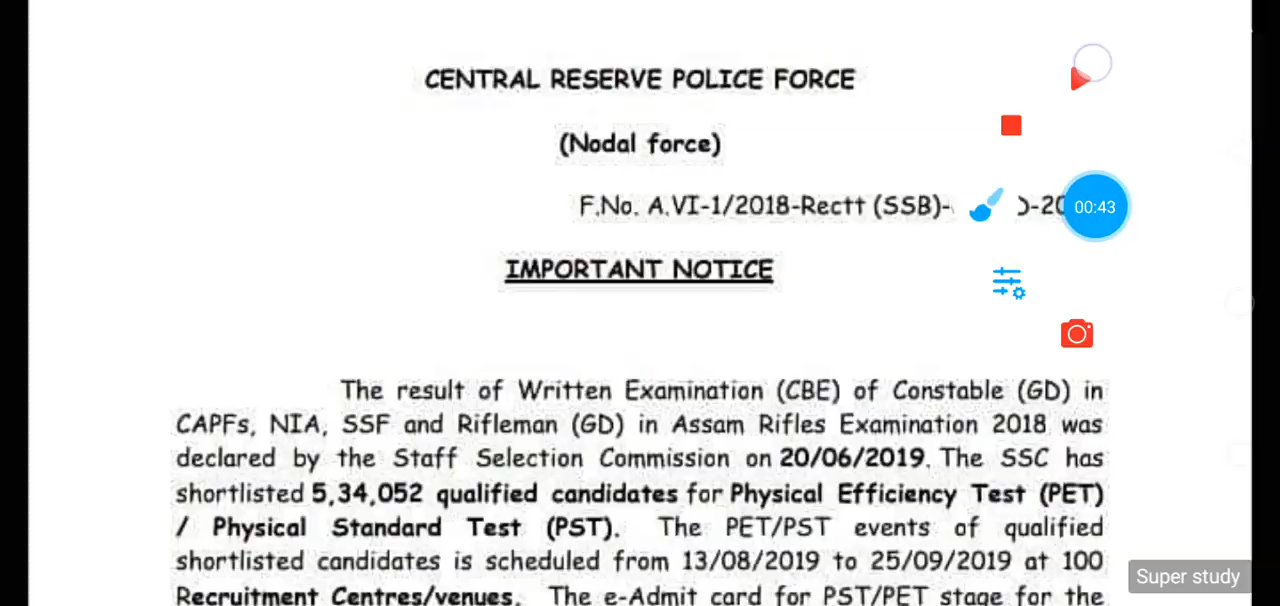 CENTRAL RESERVE POLICE FORCE
(Nodal force)
F.No. A.VI-1/2018-Rectt (SSB)-
00:43
IMPORTANT NOTICE
The result of Written Examination (CBE) of Constable (GD) in
CAPFs, NIA, SSF and Rifleman (GD) in Assam Rifles Examination 2018 was
declared by the Staff Selection Commission on 20/06/2019. The SSC has
shortlisted 5,34,052 qualified candidates for Physical Efficiency Test (PET)
/ Physical Standard Test (PST). The PET/PST events of qualified
shortlisted candidates is scheduled from 13/08/2019 to 25/09/2019 at 100
Recruitment Centres/venues. The e-Admit card for PST/PET stage for the
Super study